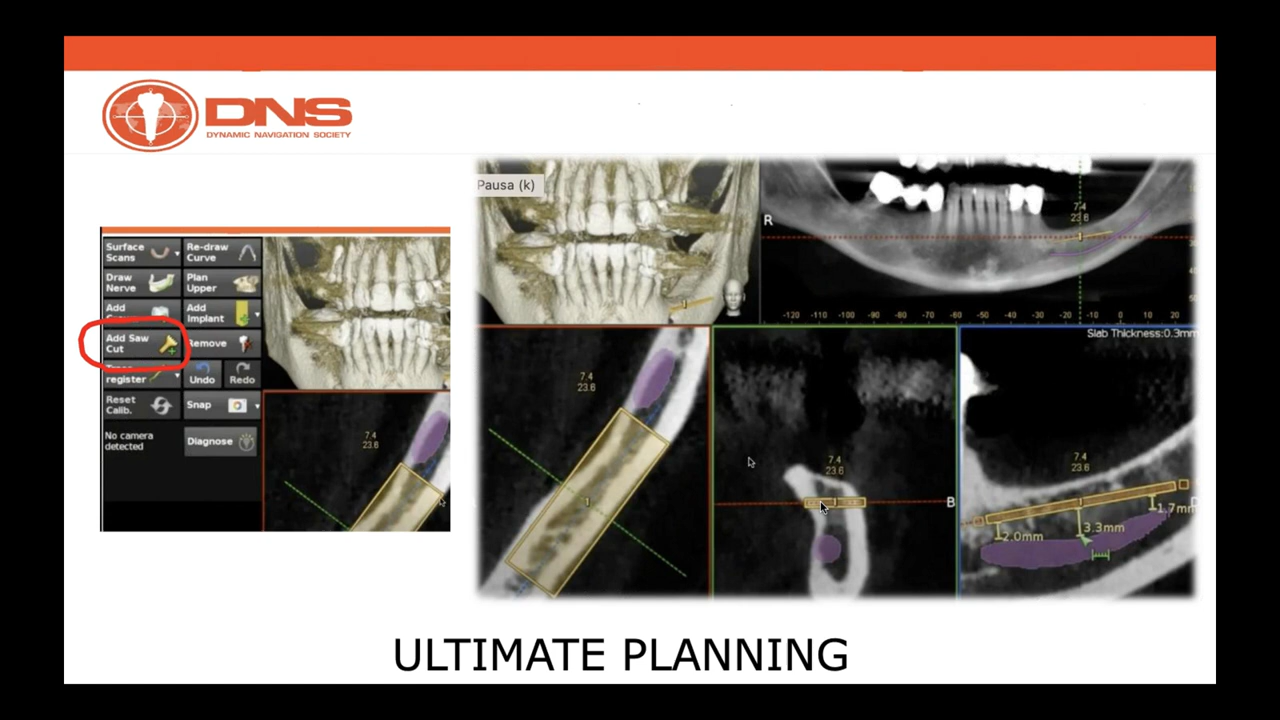 DNS
DYNAMIC NAVIGATION SOCIETY
Surface Scans
Re-draw Curve
Draw Nerve
Plan Upper
Add
Add Implant
Add Saw Cut
Remove
register
Undo
Redo
Reset Calib.
Snap
No camera detected
Diagnose
7.4
23.6
Pausa (k)
R
7.4
23.6
-120 -110 -100 -90 -80 -70 -60 -50 -40 -30 -20 -10 0 10 20
7.4
23.6
1
7.4
23.6
B
Slab Thickness:0.3mm
7.4
23.6
2.0mm
3.3mm
1.7mm
ULTIMATE PLANNING